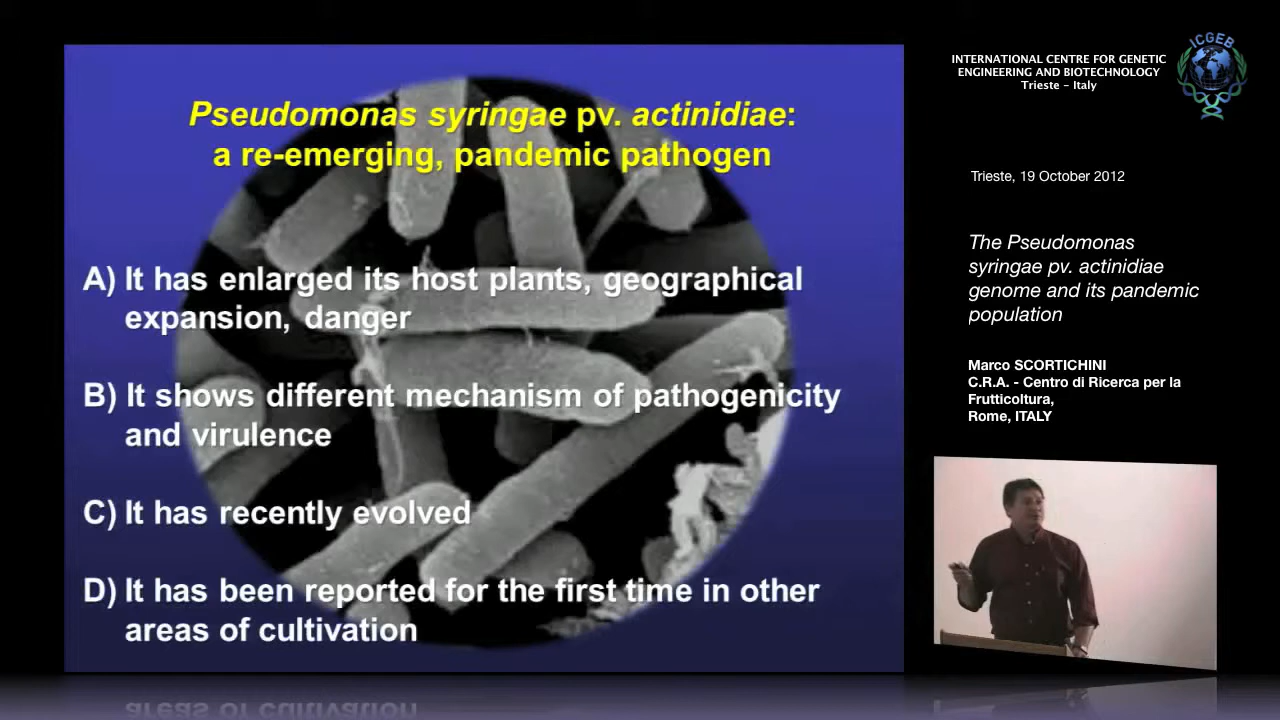 Pseudomonas syringae pv. actinidiae:
a re-emerging, pandemic pathogen
A) It has enlarged its host plants, geographical
expansion, danger
B) It shows different mechanism of pathogenicity
and virulence
C) It has recently evolved
D) It has been reported for the first time in other
areas of cultivation
INTERNATIONAL CENTRE FOR GENETIC
ENGINEERING AND BIOTECHNOLOGY
Trieste - Italy
ICGEB
Trieste, 19 October 2012
The Pseudomonas
syringae pv. actinidiae
genome and its pandemic
population
Marco SCORTICHINI
C.R.A. - Centro di Ricerca per la
Frutticoltura,
Rome, ITALY